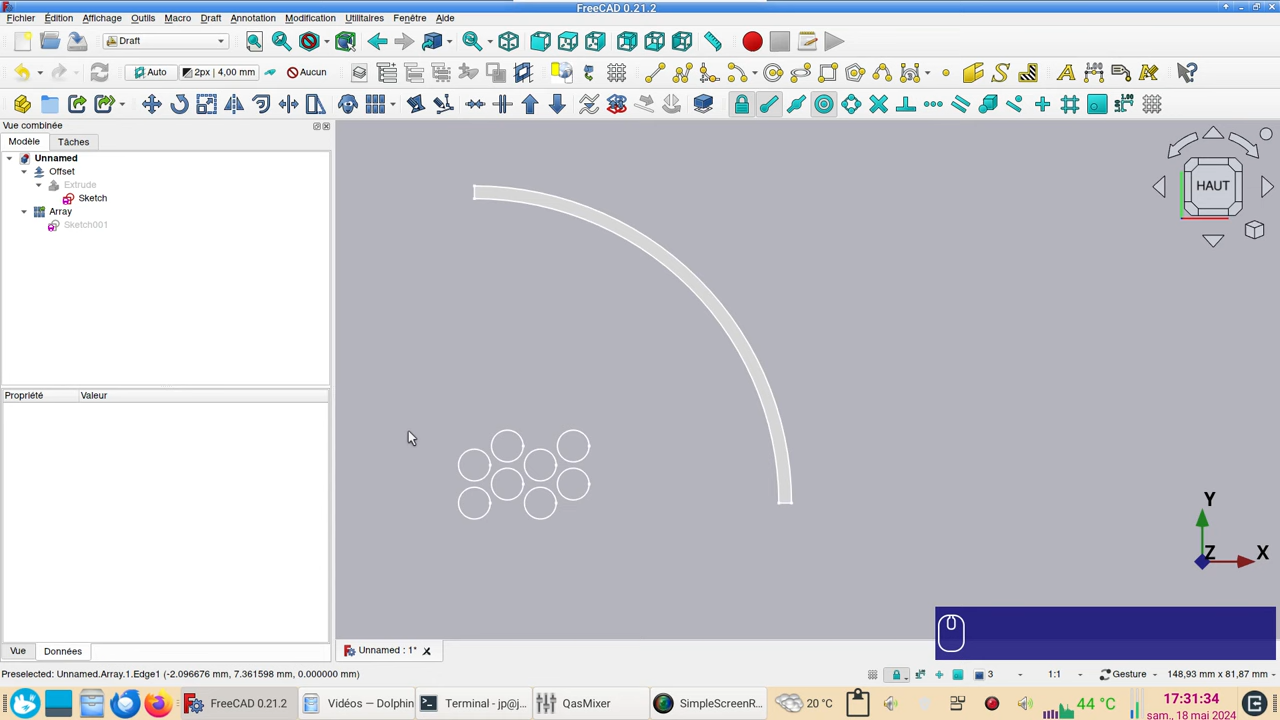 FreeCAD 0.21.2
Fichier Édition Affichage Outils Macro Draft Annotation Modification Utilitaires Fenêtre Aide
Draft
Auto 2px | 4,00 mm Aucun
Vue combinée
Modèle Tâches
Unnamed
Offset
Extrude
Sketch
Array
Sketch001
HAUT
Propriété Valeur
Y
Z X
Vue Données
Unnamed : 1*
Preselected: Unnamed.Array.1.Edge1 (-2.096676 mm, 7.361598 mm, 0.000000 mm) 3 1:1 Gesture 148,93 mm x 81,87 mm
FreeCAD 0.21.2 Vidéos — Dolphin Terminal - jp@j... QasMixer SimpleScreenR... 20 °C 44 °C 17:31:34
sam., 18 mai 2024